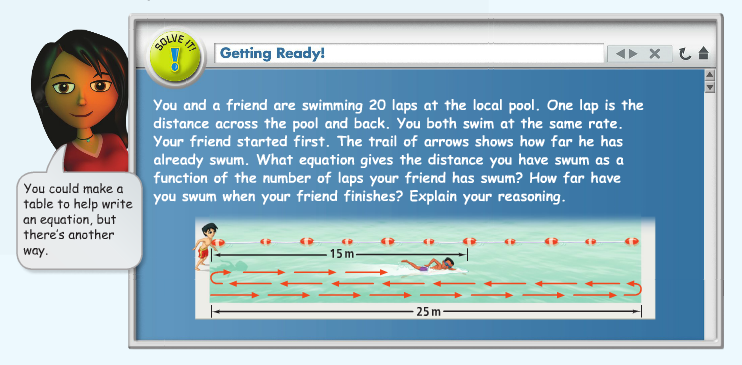 SOLVE IT!
Getting Ready!
You and a friend are swimming 20 laps at the local pool. One lap is the
distance across the pool and back. You both swim at the same rate.
Your friend started first. The trail of arrows shows how far he has
already swum. What equation gives the distance you have swum as a
function of the number of laps your friend has swum? How far have
you swum when your friend finishes? Explain your reasoning.
You could make a
table to help write
an equation, but
there's another
way.
15 m
25 m